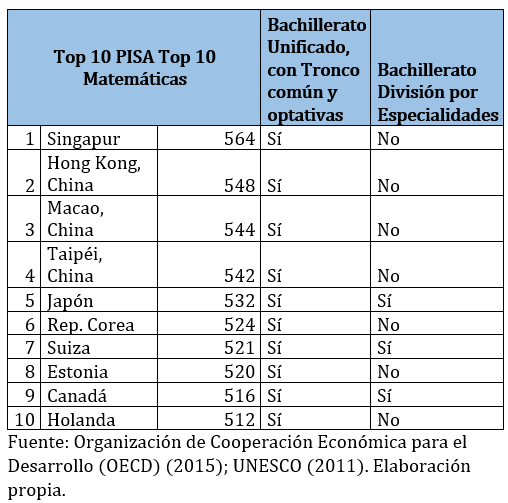 Top 10 PISA Top 10
Matemáticas
Bachillerato
Unificado,
con Tronco
común y
optativas
Bachillerato
División por
Especialidades
1 Singapur 564 Sí No
2 Hong Kong,
China 548 Sí No
3 Macao,
China 544 Sí No
4 Taipéi,
China 542 Sí No
5 Japón 532 Sí Sí
6 Rep. Corea 524 Sí No
7 Suiza 521 Sí Sí
8 Estonia 520 Sí No
9 Canadá 516 Sí Sí
10 Holanda 512 Sí No
Fuente: Organización de Cooperación Económica para el
Desarrollo (OECD) (2015); UNESCO (2011). Elaboración
propia.